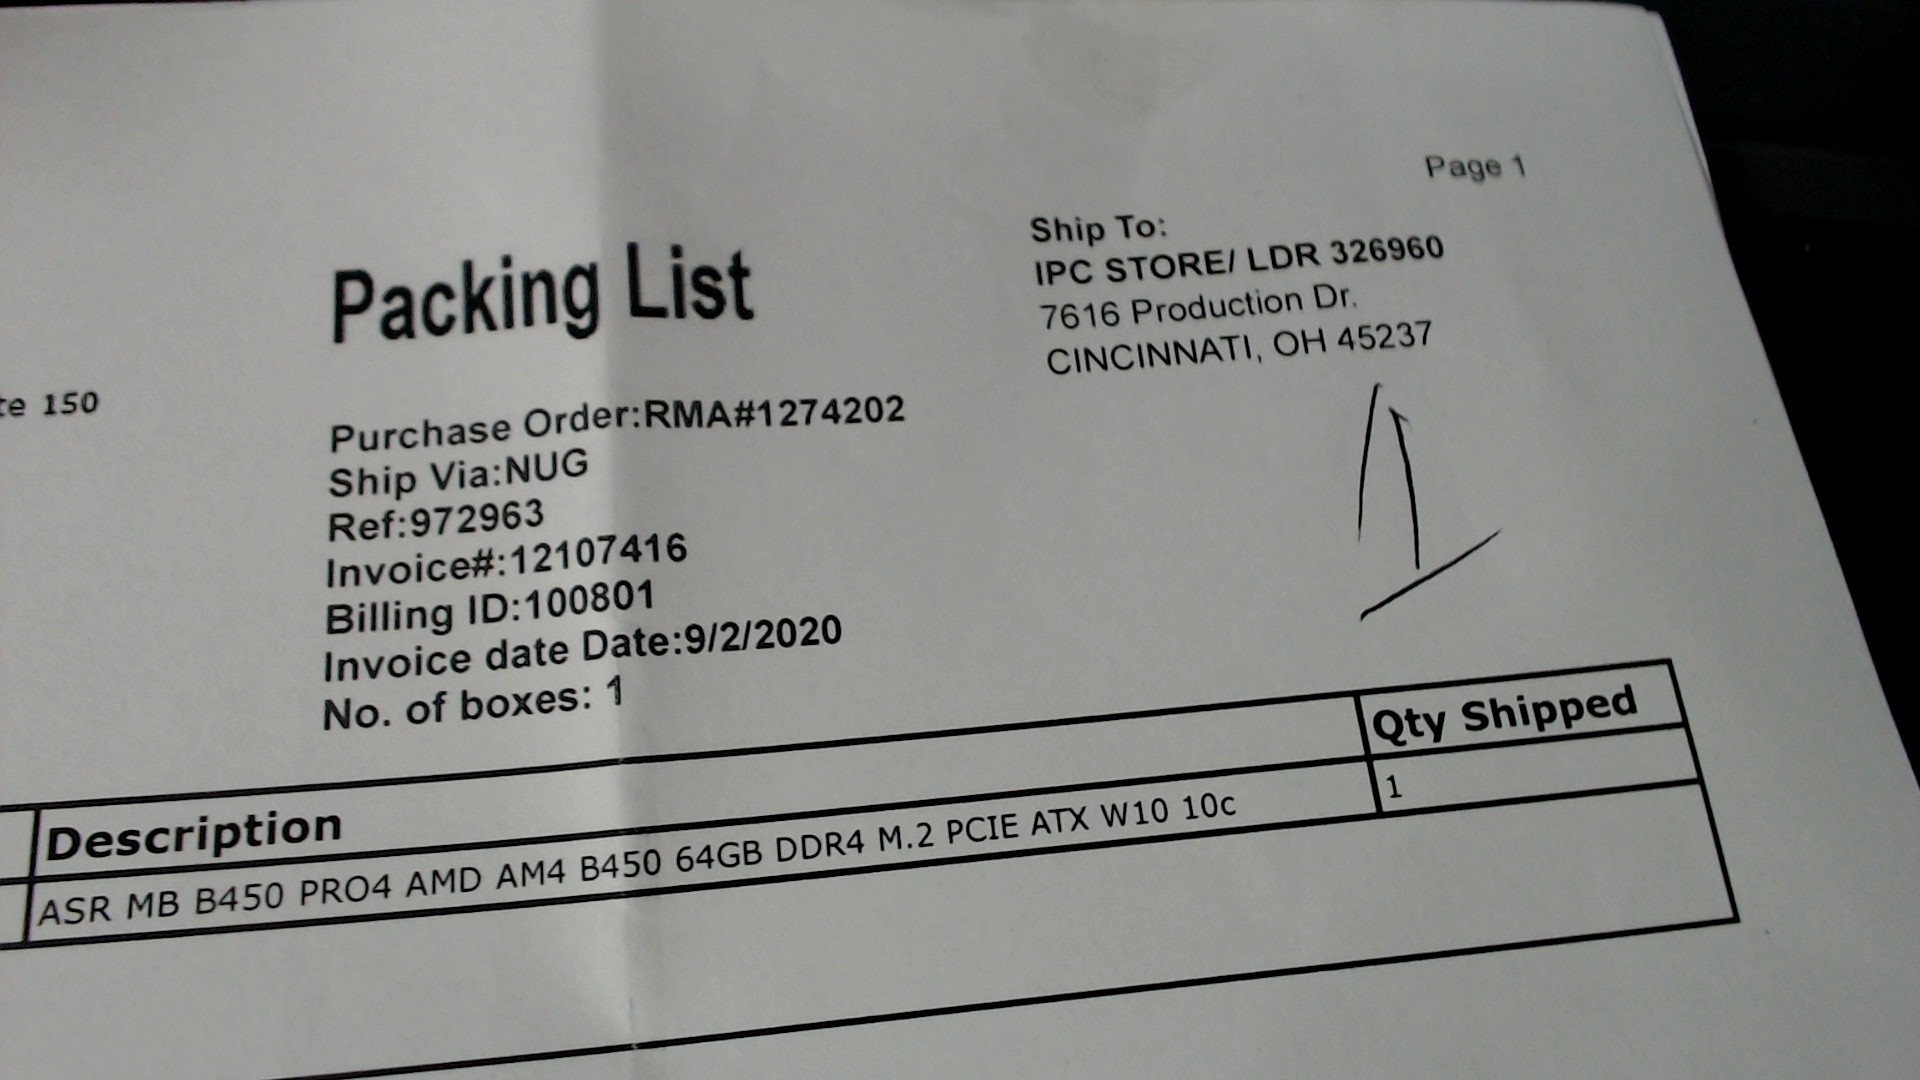 Page 1
Packing List
Ship To:
IPC STORE/ LDR 326960
7616 Production Dr.
CINCINNATI, OH 45237
150
Purchase Order:RMA#1274202
Ship Via:NUG
Ref:972963
Invoice#:12107416
Billing ID:100801
Invoice date Date:9/2/2020
No. of boxes: 1
1
Description Qty Shipped
ASR MB B450 PRO4 AMD AM4 B450 64GB DDR4 M.2 PCIE ATX W10 10c 1